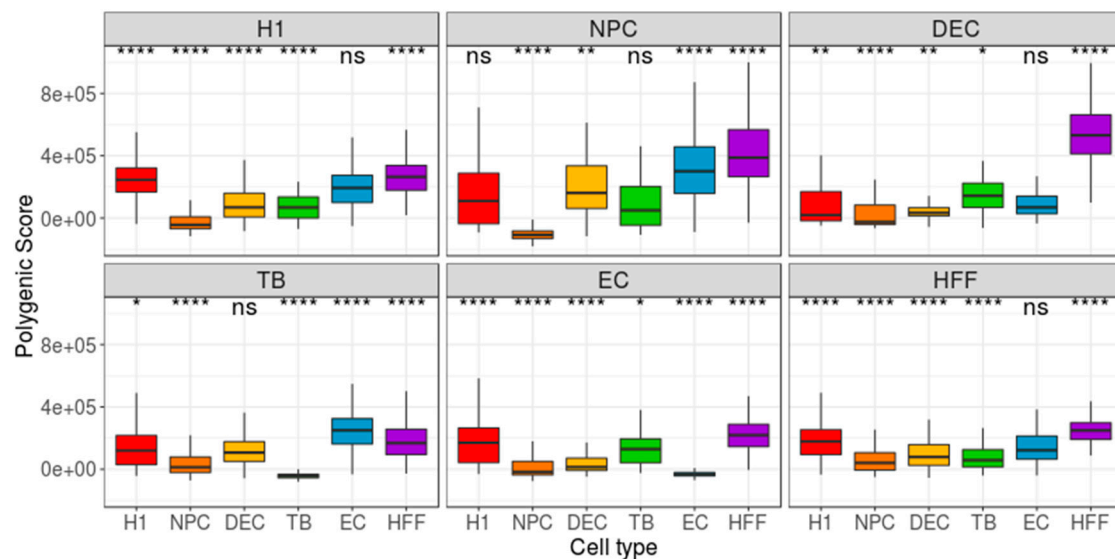 H1 NPC DEC
**** **** **** **** ns **** ns **** ** ns **** **** ** **** ** * ns ****
8e+05
4e+05
0e+00
Polygenic Score
TB EC HFF
* **** ns **** **** **** **** **** **** * **** **** **** **** **** **** ns ****
8e+05
4e+05
0e+00
H1 NPC DEC TB EC HFF H1 NPC DEC TB EC HFF H1 NPC DEC TB EC HFF
Cell type